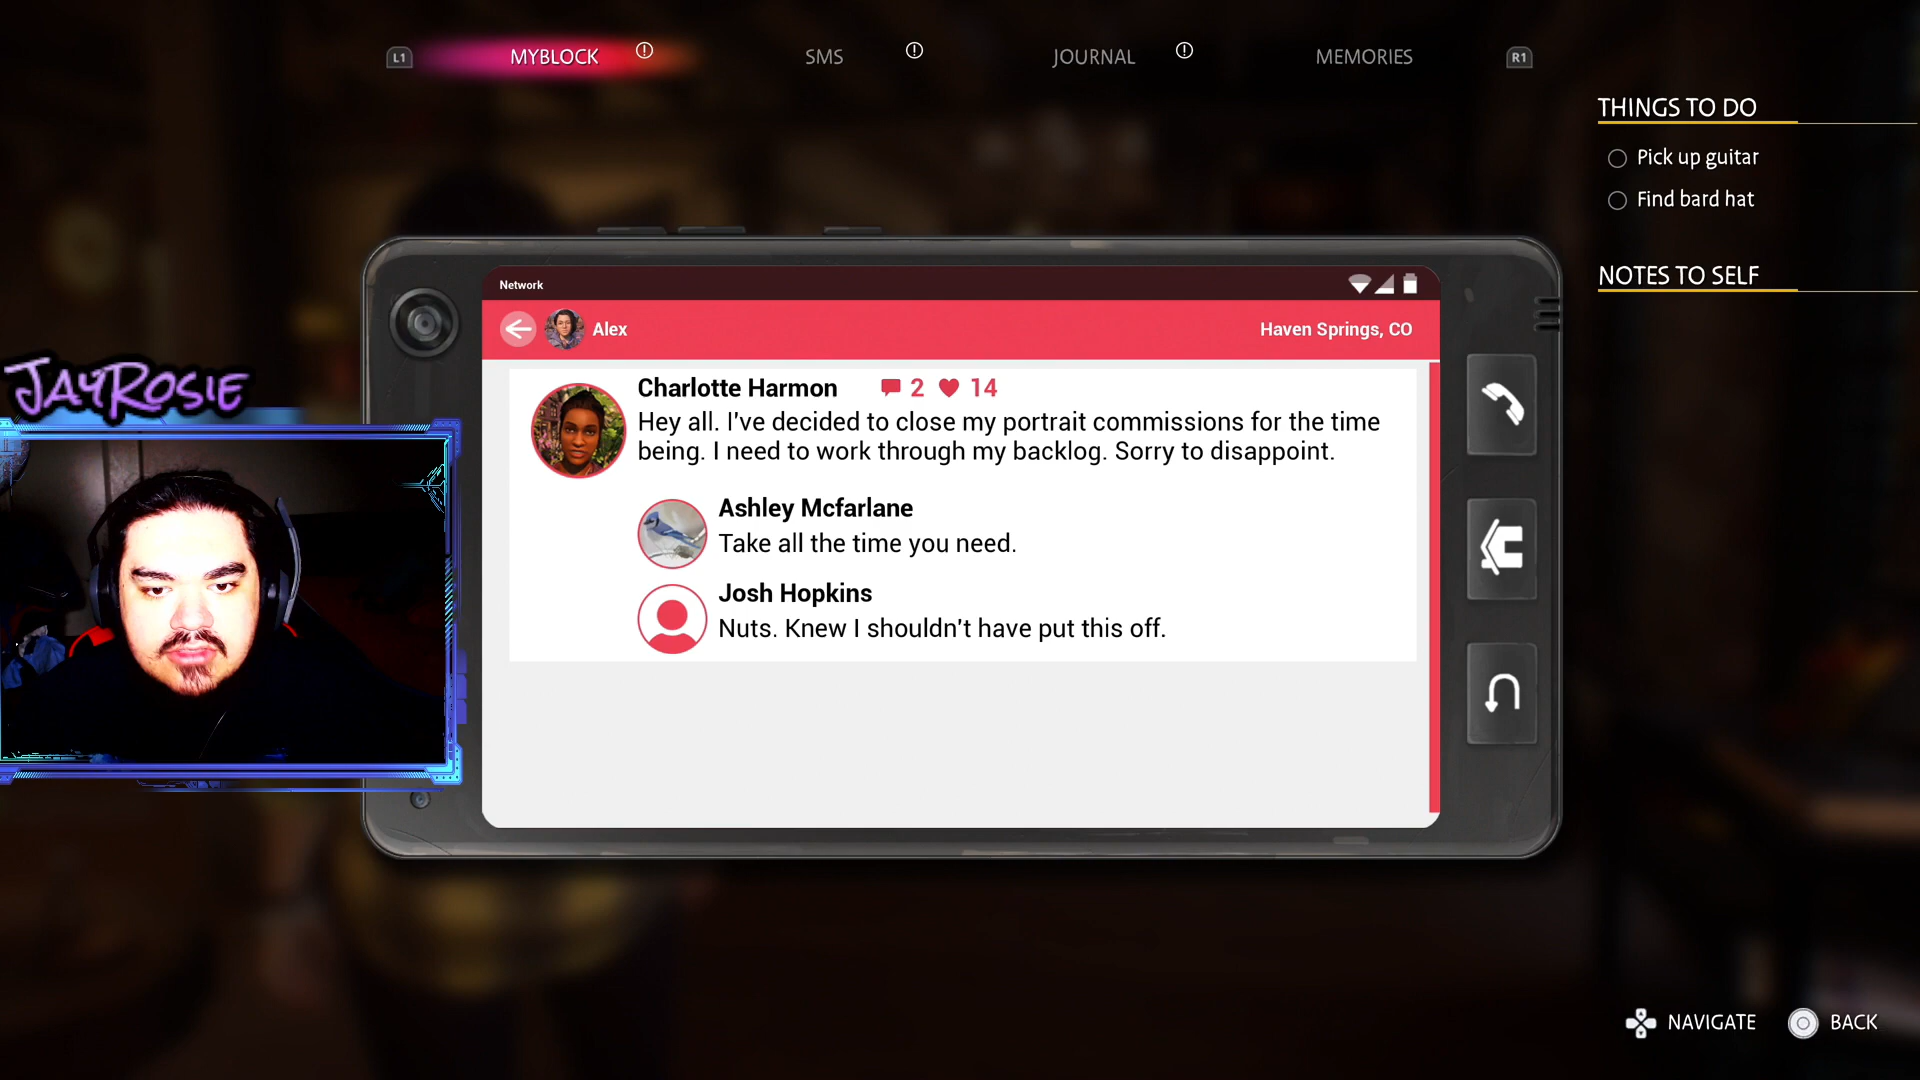 L1
MYBLOCK
SMS
JOURNAL
MEMORIES
R1
THINGS TO DO
Pick up guitar
Find bard hat
NOTES TO SELF
Network
Alex
Haven Springs, CO
Charlotte Harmon 2 14
Hey all. I've decided to close my portrait commissions for the time
being. I need to work through my backlog. Sorry to disappoint.
Ashley Mcfarlane
Take all the time you need.
Josh Hopkins
Nuts. Knew I shouldn't have put this off.
JAYROSIE
NAVIGATE
BACK